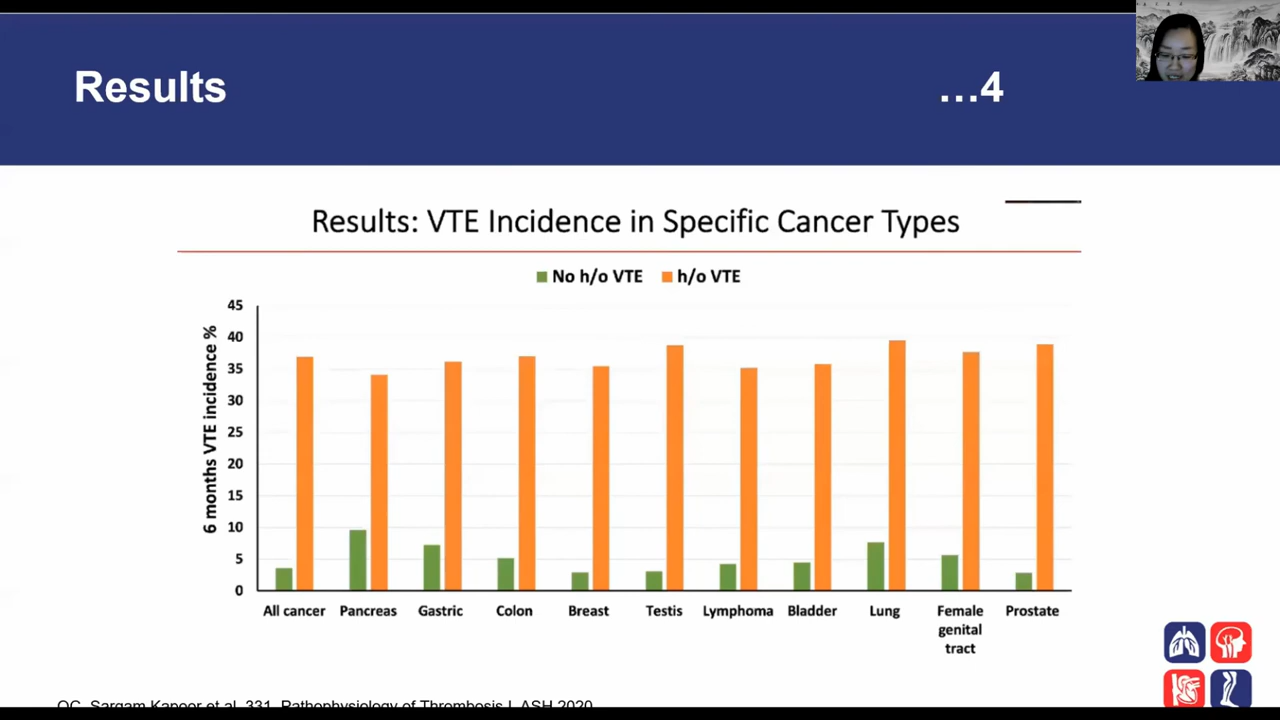 Results …4
Results: VTE Incidence in Specific Cancer Types
No h/o VTE h/o VTE
6 months VTE incidence %
45
40
35
30
25
20
15
10
5
0
All cancer Pancreas Gastric Colon Breast Testis Lymphoma Bladder Lung Female genital tract Prostate
OC, Sargam Kapoor et al, 331, Pathophysiology of Thrombosis I, ASH 2020